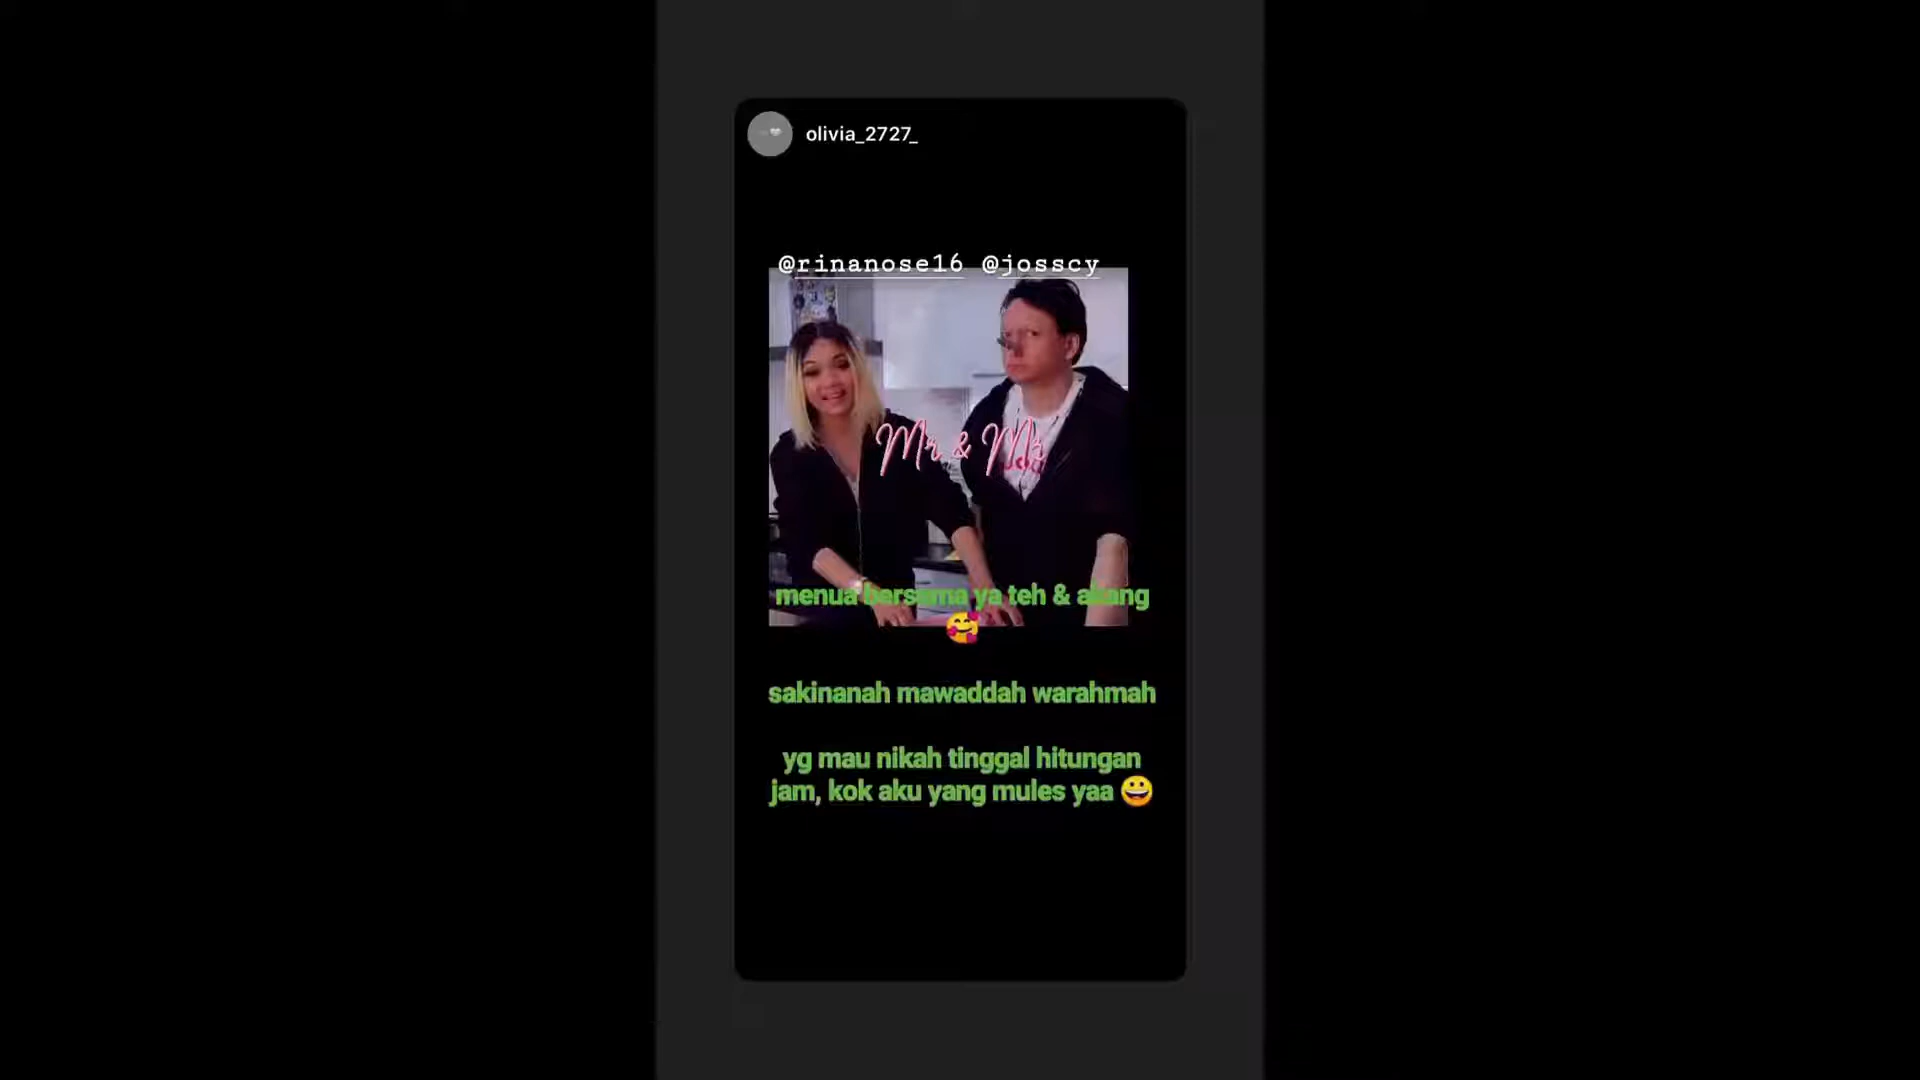 olivia_2727_
@rinanose16 @josscy
Mr & Mr
menua bersama ya teh & akang
sakinanah mawaddah warahmah
yg mau nikah tinggal hitungan
jam, kok aku yang mules yaa